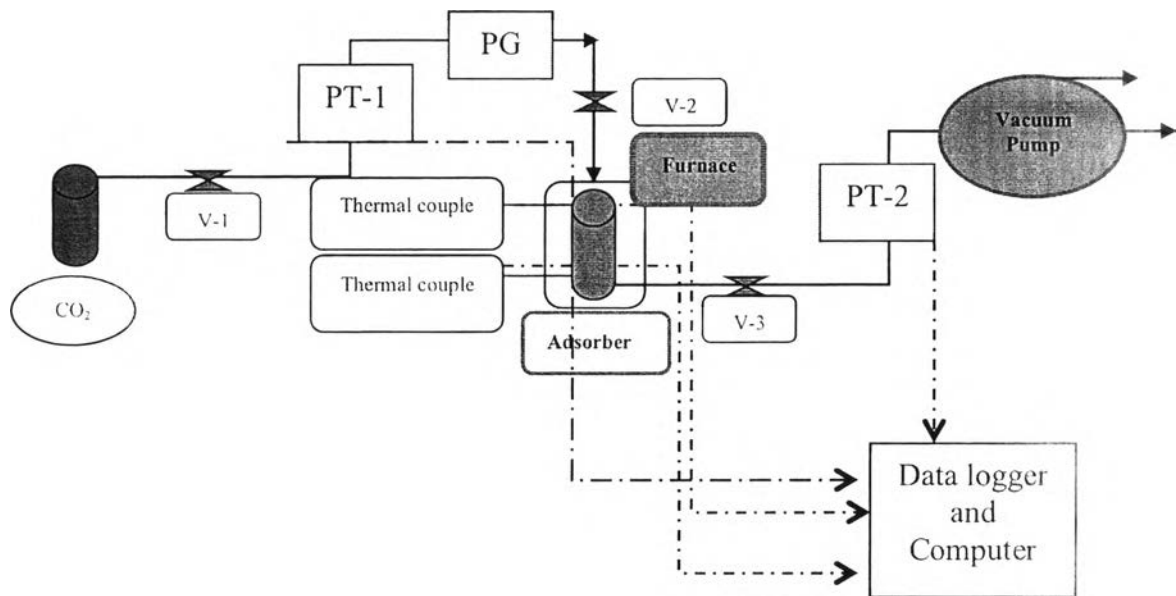 PG
PT-1
V-2
Vacuum
Pump
Furnace
Thermal couple
PT-2
V-1
Thermal couple
CO₂
V-3
Adsorber
Data logger
and
Computer